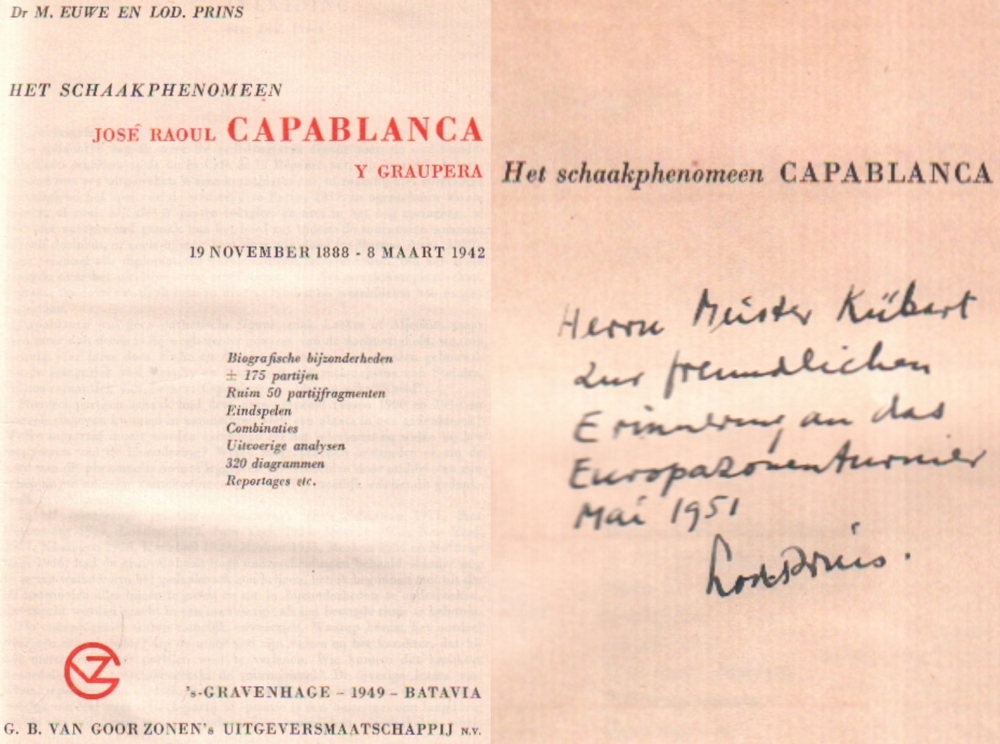 Dr M. EUWE EN LOD. PRINS
HET SCHAAKPHENOMEEN
JOSÉ RAOUL CAPABLANCA
Y GRAUPERA
19 NOVEMBER 1888 - 8 MAART 1942
Biografische bijzonderheden
± 175 partijen
Ruim 50 partijfragmenten
Eindspelen
Combinaties
Uitvoerige analysen
320 diagrammen
Reportages etc.
GZ
's-GRAVENHAGE – 1949 – BATAVIA
G. B. VAN GOOR ZONEN's UITGEVERSMAATSCHAPPIJ N.V.
Het schaakphenomeen CAPABLANCA
Herrn Meister Kübart
zur freundlichen
Erinnerung an das
Europazonenturnier
Mai 1951
Lod. Prins.